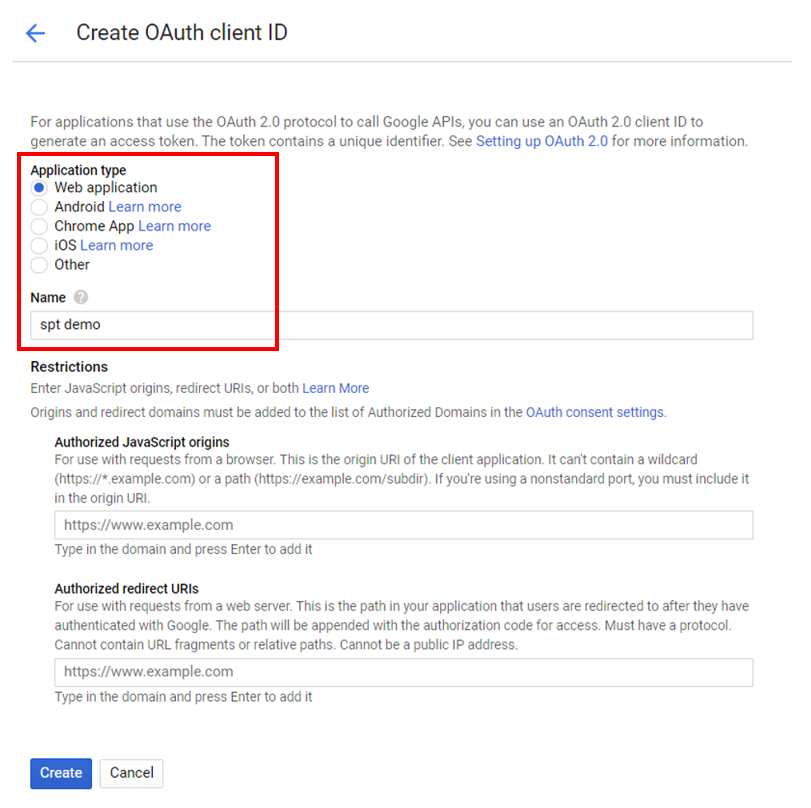 Create OAuth client ID
For applications that use the OAuth 2.0 protocol to call Google APIs, you can use an OAuth 2.0 client ID to
generate an access token. The token contains a unique identifier. See Setting up OAuth 2.0 for more information.
Application type
Web application
Android Learn more
Chrome App Learn more
iOS Learn more
Other
Name ?
spt demo
Restrictions
Enter JavaScript origins, redirect URIs, or both Learn More
Origins and redirect domains must be added to the list of Authorized Domains in the OAuth consent settings.
Authorized JavaScript origins
For use with requests from a browser. This is the origin URI of the client application. It can't contain a wildcard
(https://*.example.com) or a path (https://example.com/subdir). If you're using a nonstandard port, you must include it
in the origin URI.
https://www.example.com
Type in the domain and press Enter to add it
Authorized redirect URIs
For use with requests from a web server. This is the path in your application that users are redirected to after they have
authenticated with Google. The path will be appended with the authorization code for access. Must have a protocol.
Cannot contain URL fragments or relative paths. Cannot be a public IP address.
https://www.example.com
Type in the domain and press Enter to add it
Create Cancel